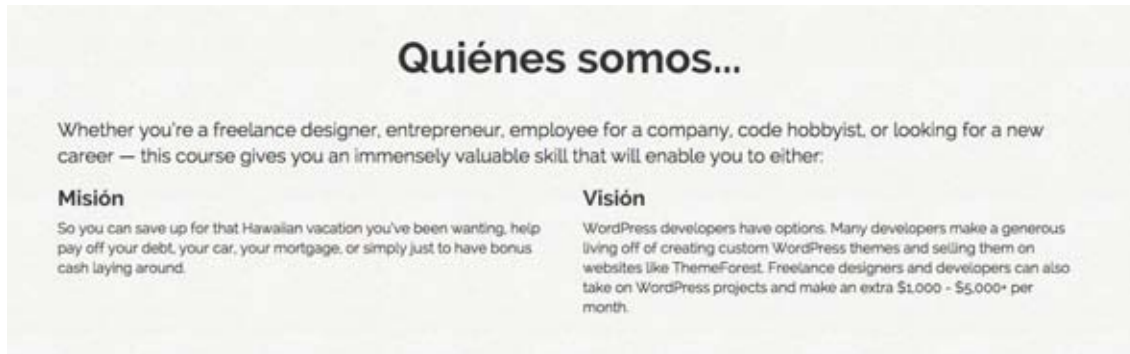 Quiénes somos...
Whether you're a freelance designer, entrepreneur, employee for a company, code hobbyist, or looking for a new
career — this course gives you an immensely valuable skill that will enable you to either:
Misión
So you can save up for that Hawaiian vacation you've been wanting, help
pay off your debt, your car, your mortgage, or simply just to have bonus
cash laying around.
Visión
WordPress developers have options. Many developers make a generous
living off of creating custom WordPress themes and selling them on
websites like ThemeForest. Freelance designers and developers can also
take on WordPress projects and make an extra $1,000 - $5,000+ per
month.